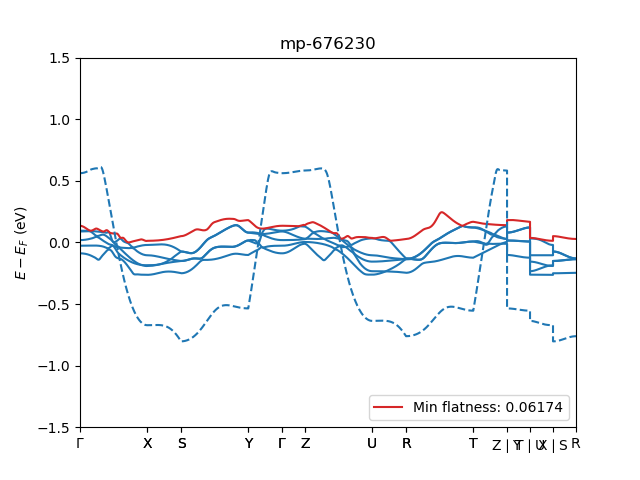 mp-676230
E − E_F (eV)
1.5
1.0
0.5
0.0
−0.5
−1.0
−1.5
Min flatness: 0.06174
Γ X S Y Γ Z U R T Z | Y T | U X | S R